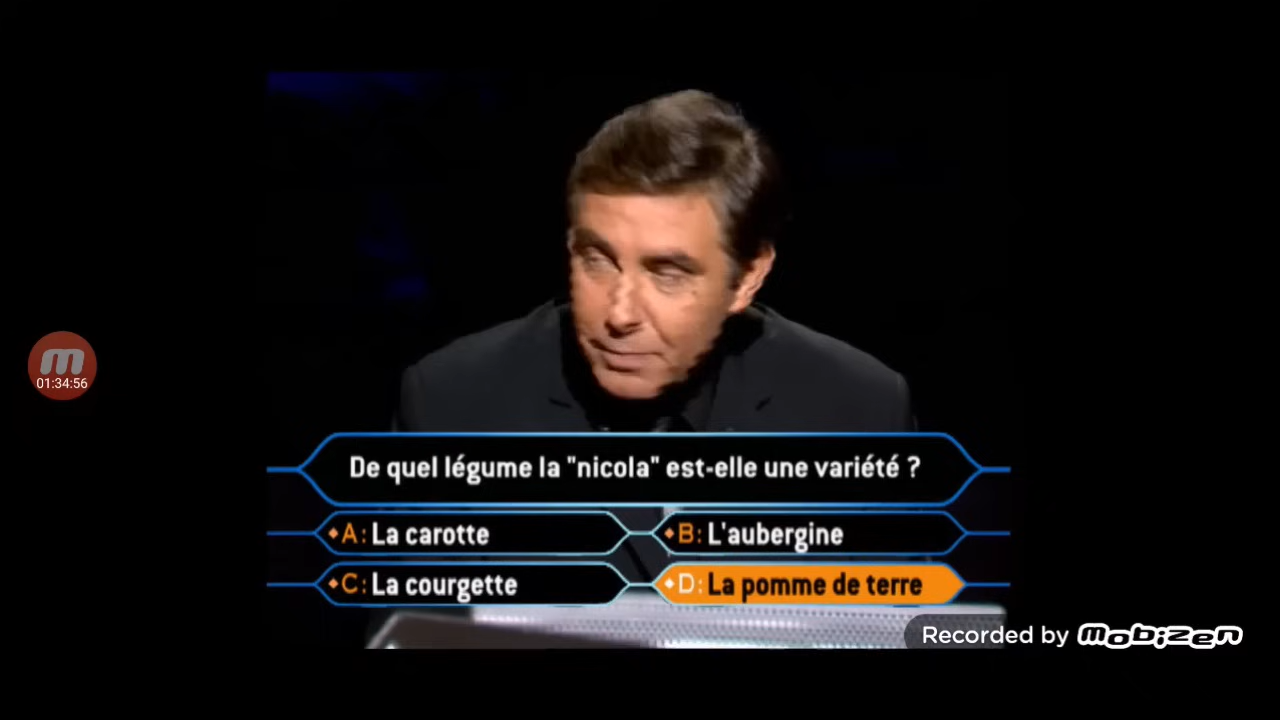 De quel légume la "nicola" est-elle une variété ?
A: La carotte
B: L'aubergine
C: La courgette
D: La pomme de terre
01:34:56
Recorded by mobizen